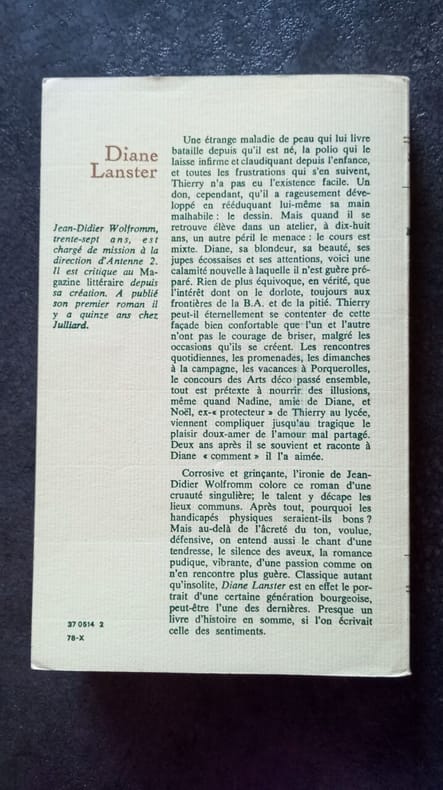 Diane
Lanster
Jean-Didier Wolfromm,
trente-sept ans, est
chargé de mission à la
direction d'Antenne 2.
Il est critique au Ma-
gazine littéraire depuis
sa création. A publié
son premier roman il
y a quinze ans chez
Julliard.
Une étrange maladie de peau qui lui livre
bataille depuis qu'il est né, la polio qui le
laisse infirme et claudiquant depuis l'enfance,
et toutes les frustrations qui s'en suivent,
Thierry n'a pas eu l'existence facile. Un
don, cependant, qu'il a rageusement déve-
loppé en rééduquant lui-même sa main
malhabile : le dessin. Mais quand il se
retrouve élève dans un atelier, à dix-huit
ans, un autre péril le menace : le cours est
mixte. Diane, sa blondeur, sa beauté, ses
jupes écossaises et ses attentions, voici une
calamité nouvelle à laquelle il n'est guère pré-
paré. Rien de plus équivoque, en vérité, que
l'intérêt dont on le dorlote, toujours aux
frontières de la B.A. et de la pitié. Thierry
peut-il éternellement se contenter de cette
façade bien confortable que l'un et l'autre
n'ont pas le courage de briser, malgré les
occasions qu'ils se créent. Les rencontres
quotidiennes, les promenades, les dimanches
à la campagne, les vacances à Porquerolles,
le concours des Arts déco passé ensemble,
tout est prétexte à nourrir des illusions,
même quand Nadine, amie de Diane, et
Noël, ex-« protecteur » de Thierry au lycée,
viennent compliquer jusqu'au tragique le
plaisir doux-amer de l'amour mal partagé.
Deux ans après il se souvient et raconte à
Diane « comment » il l'a aimée.
Corrosive et grinçante, l'ironie de Jean-
Didier Wolfromm colore ce roman d'une
cruauté singulière; le talent y décape les
lieux communs. Après tout, pourquoi les
handicapés physiques seraient-ils bons ?
Mais au-delà de l'âcreté du ton, voulue,
défensive, on entend aussi le chant d'une
tendresse, le silence des aveux, la romance
pudique, vibrante, d'une passion comme on
n'en rencontre plus guère. Classique autant
qu'insolite, Diane Lanster est en effet le por-
trait d'une certaine génération bourgeoise,
peut-être l'une des dernières. Presque un
livre d'histoire en somme, si l'on écrivait
celle des sentiments.
37 0514 2
78-X